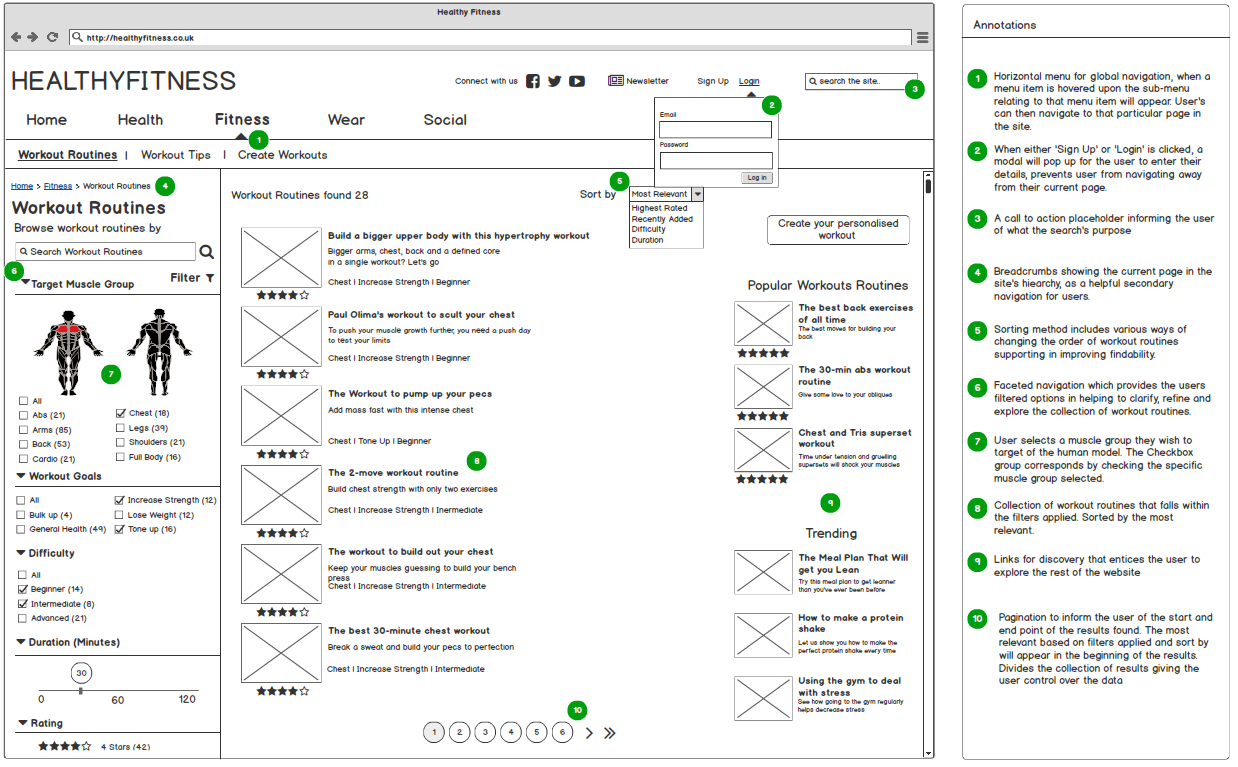 Healthy Fitness
http://healthyfitness.co.uk
HEALTHYFITNESS
Connect with us
Newsletter
Sign Up
Login
search the site..
3
2
Home
Health
Fitness
Wear
Social
1
Email
Password
Log in
Workout Routines | Workout Tips | Create Workouts
Home > Fitness > Workout Routines
4
Workout Routines
Browse workout routines by
Search Workout Routines
6
Filter
Target Muscle Group
7
All
Abs (21)
Arms (85)
Back (53)
Cardio (21)
Chest (18)
Legs (39)
Shoulders (21)
Full Body (16)
Workout Goals
All
Bulk up (4)
General Health (49)
Increase Strength (12)
Lose Weight (12)
Tone up (16)
Difficulty
All
Beginner (14)
Intermediate (8)
Advanced (21)
Duration (Minutes)
30
0
60
120
Rating
4 Stars (42)
Workout Routines found 28
Sort by
5
Most Relevant
Highest Rated
Recently Added
Difficulty
Duration
Build a bigger upper body with this hypertrophy workout
Bigger arms, chest, back and a defined core
in a single workout? Let's go
Chest | Increase Strength | Beginner
Paul Olima's workout to scult your chest
To push your muscle growth further, you need a push day
to test your limits
Chest | Increase Strength | Beginner
The Workout to pump up your pecs
Add mass fast with this intense chest
Chest | Tone Up | Beginner
8
The 2-move workout routine
Build chest strength with only two exercises
Chest | Increase Strength | Inermediate
The workout to build out your chest
Keep your muscles guessing to build your bench
press
Chest | Increase Strength | Intermediate
The best 30-minute chest workout
Break a sweat and build your pecs to perfection
Chest | Increase Strength | Intermediate
10
1
2
3
4
5
6
Create your personalised
workout
Popular Workouts Routines
The best back exercises
of all time
The best moves for building your
back
The 30-min abs workout
routine
Give some love to your obliques
Chest and Tris superset
workout
Time under tension and gruelling
supersets will shock your muscles
9
Trending
The Meal Plan That Will
get you Lean
Try this meal plan to get leanner
than you've ever been before
How to make a protein
shake
Let us show you how to make the
perfect protein shake every time
Using the gym to deal
with stress
See how going to the gym regularly
helps decrease stress
Annotations
1
Horizontal menu for global navigation, when a
menu item is hovered upon the sub-menu
relating to that menu item will appear. User's
can then navigate to that particular page in
the site.
2
When either 'Sign Up' or 'Login' is clicked, a
modal will pop up for the user to enter their
details, prevents user from navigating away
from their current page.
3
A call to action placeholder informing the user
of what the search's purpose
4
Breadcrumbs showing the current page in the
site's hiearchy, as a helpful secondary
navigation for users.
5
Sorting method includes various ways of
changing the order of workout routines
supporting in improving findability.
6
Faceted navigation which provides the users
filtered options in helping to clarify, refine and
explore the collection of workout routines.
7
User selects a muscle group they wish to
target of the human model. The Checkbox
group corresponds by checking the specific
muscle group selected.
8
Collection of workout routines that falls within
the filters applied. Sorted by the most
relevant.
9
Links for discovery that entices the user to
explore the rest of the website
10
Pagination to inform the user of the start and
end point of the results found. The most
relevant based on filters applied and sort by
will appear in the beginning of the results.
Divides the collection of results giving the
user control over the data